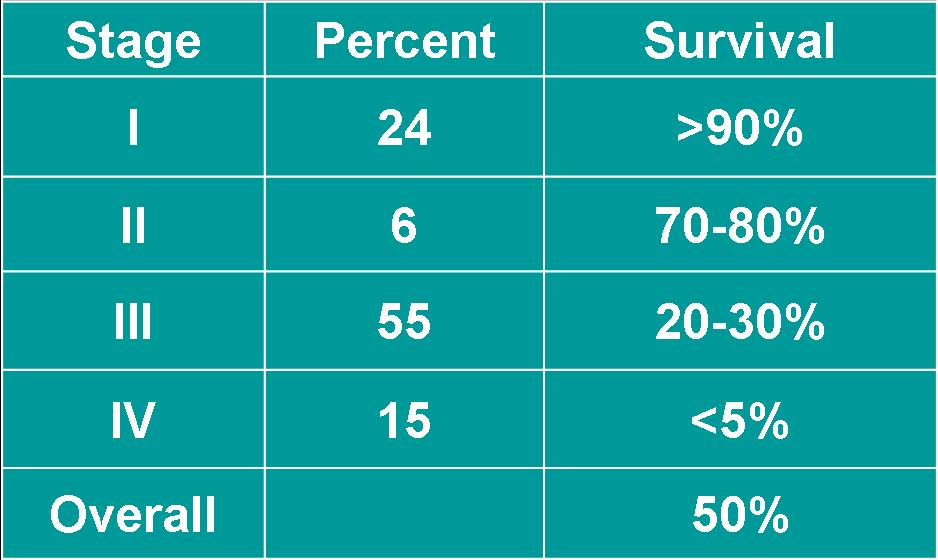 Stage Percent Survival
I 24 >90%
II 6 70-80%
III 55 20-30%
IV 15 <5%
Overall 50%